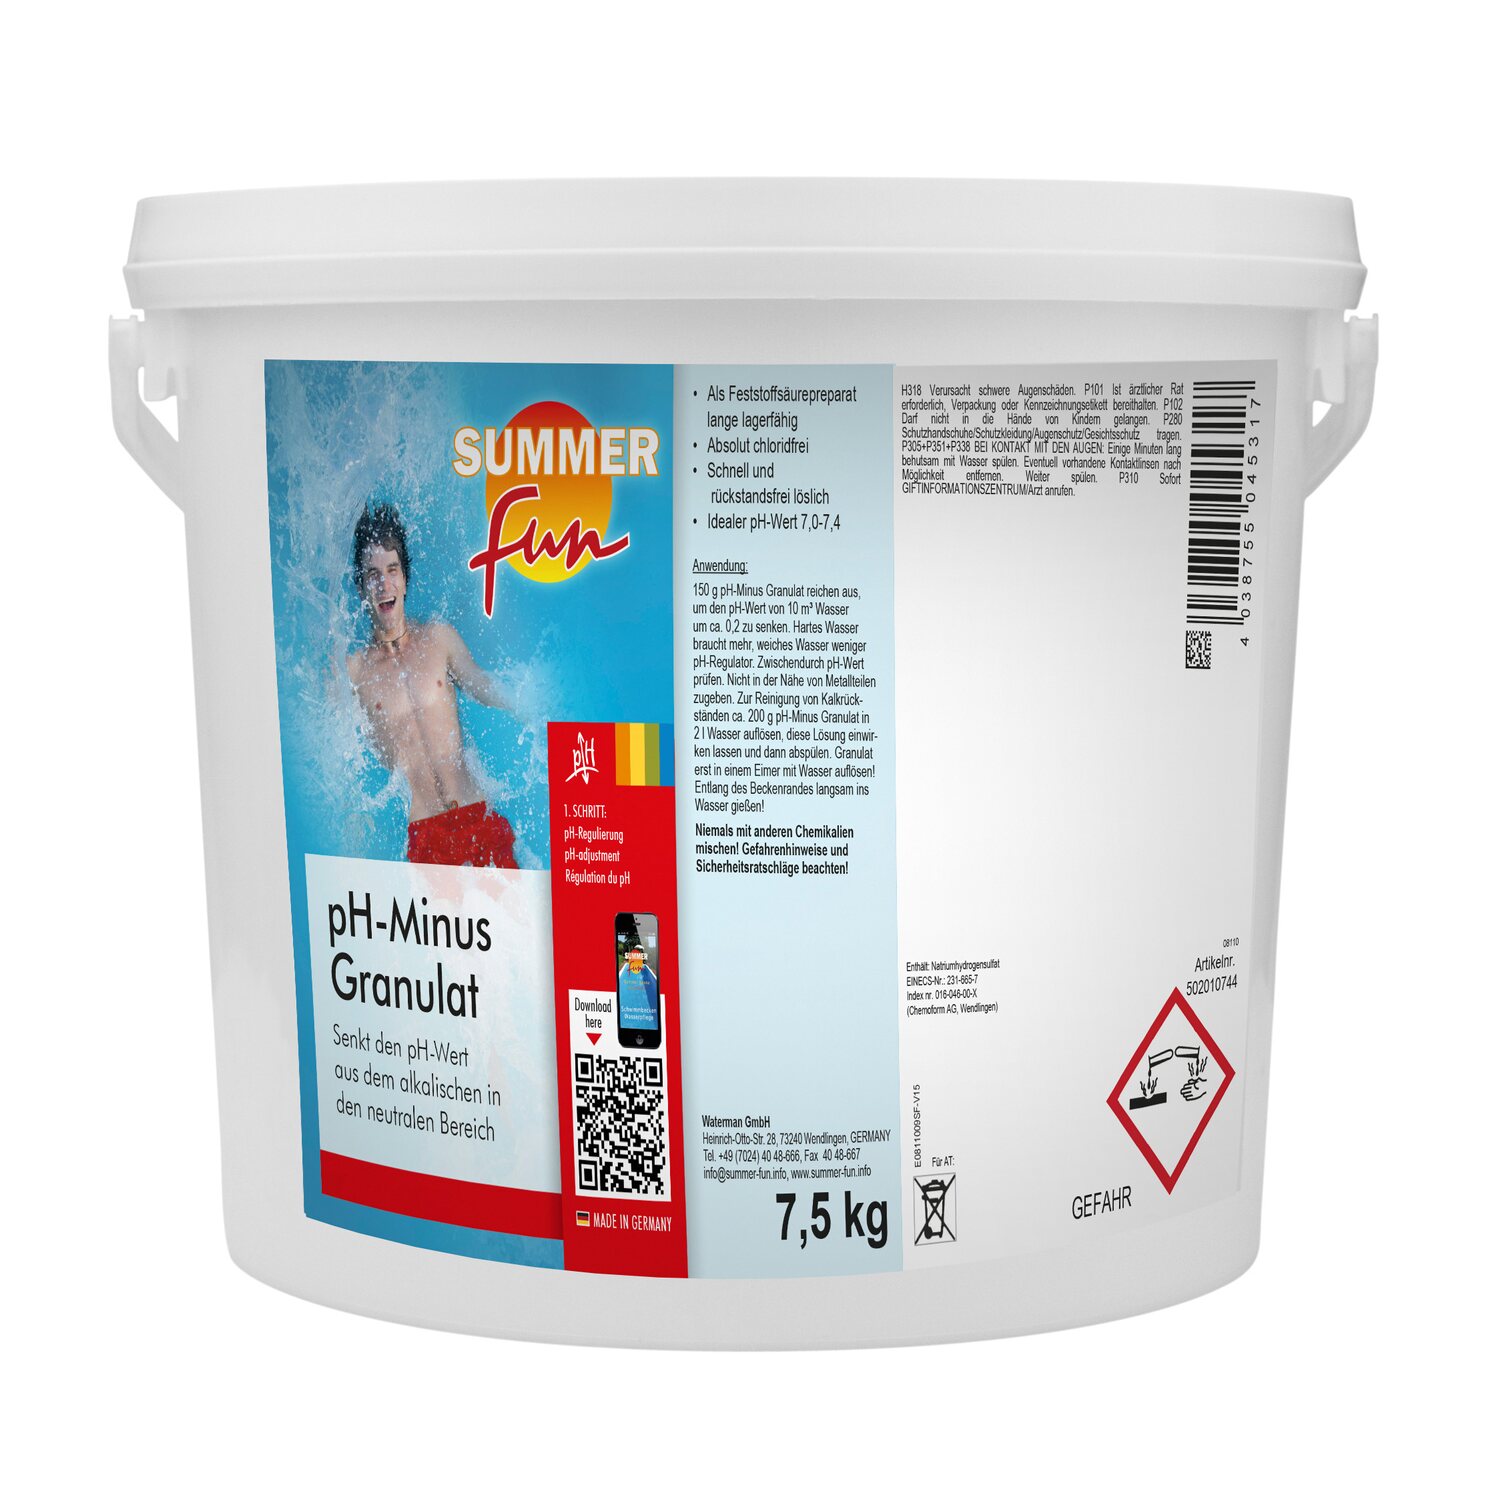 SUMMER
fun
pH
1. SCHRITT:
pH-Regulierung
pH-adjustment
Régulation du pH
pH-Minus
Granulat
Senkt den pH-Wert
aus dem alkalischen in
den neutralen Bereich
Download
here
SUMMER
fun
Schwimmbecken
Wasserpflege
MADE IN GERMANY
• Als Feststoffsäurepreparat
lange lagerfähig
• Absolut chloridfrei
• Schnell und
rückstandsfrei löslich
• Idealer pH-Wert 7,0-7,4
Anwendung:
150 g pH-Minus Granulat reichen aus,
um den pH-Wert von 10 m³ Wasser
um ca. 0,2 zu senken. Hartes Wasser
braucht mehr, weiches Wasser weniger
pH-Regulator. Zwischendurch pH-Wert
prüfen. Nicht in der Nähe von Metallteilen
zugeben. Zur Reinigung von Kalkrück-
ständen ca. 200 g pH-Minus Granulat in
2 l Wasser auflösen, diese Lösung einwir-
ken lassen und dann abspülen. Granulat
erst in einem Eimer mit Wasser auflösen!
Entlang des Beckenrandes langsam ins
Wasser gießen!
Niemals mit anderen Chemikalien
mischen! Gefahrenhinweise und
Sicherheitsratschläge beachten!
Waterman GmbH
Heinrich-Otto-Str. 28, 73240 Wendlingen, GERMANY
Tel. +49 (7024) 40 48-666, Fax 40 48-667
info@summer-fun.info, www.summer-fun.info
7,5 kg
H318 Verursacht schwere Augenschäden. P101 Ist ärztlicher Rat
erforderlich, Verpackung oder Kennzeichnungsetikett bereithalten. P102
Darf nicht in die Hände von Kindern gelangen. P280
Schutzhandschuhe/Schutzkleidung/Augenschutz/Gesichtsschutz tragen.
P305+P351+P338 BEI KONTAKT MIT DEN AUGEN: Einige Minuten lang
behutsam mit Wasser spülen. Eventuell vorhandene Kontaktlinsen nach
Möglichkeit entfernen. Weiter spülen. P310 Sofort
GIFTINFORMATIONSZENTRUM/Arzt anrufen.
4 038755 045317
Enthält: Natriumhydrogensulfat
EINECS-Nr.: 231-665-7
Index nr. 016-046-00-X
(Chemoform AG, Wendlingen)
08110
Artikelnr.
502010744
E0811009SF-V15
Für AT:
GEFAHR